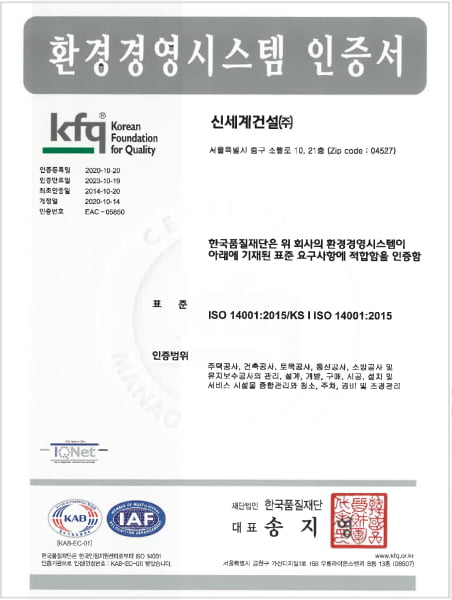 환경경영시스템 인증서
kfq Korean
Foundation
for Quality
신세계건설㈜
서울특별시 중구 소월로 10, 21층 (Zip code : 04527)
인증등록일 2020-10-20
인증만료일 2023-10-19
최초인증일 2014-10-20
개정일 2020-10-14
인증번호 EAC-05850
한국품질재단은 위 회사의 환경경영시스템이
아래에 기재된 표준 요구사항에 적합함을 인증함
표 준 ISO 14001:2015/KS I ISO 14001:2015
인증범위 주택공사, 건축공사, 토목공사, 통신공사, 소방공사 및
유지보수공사의 관리, 설계, 개발, 구매, 시공, 설치 및
서비스 시설물 종합관리와 청소, 주차, 경비 및 조경관리
IQNet
KAB
IAF
[KAB-EC-01]
재단법인 한국품질재단
대 표 송 지 영
한국품질재단은 한국인정지원센터로부터 ISO 14001
인증기관으로 인정(인정번호 : KAB-EC-01) 받았습니다.
www.kfq.or.kr
서울특별시 금천구 가산디지털1로 168 우림라이온스밸리 B동 13층 (08507)